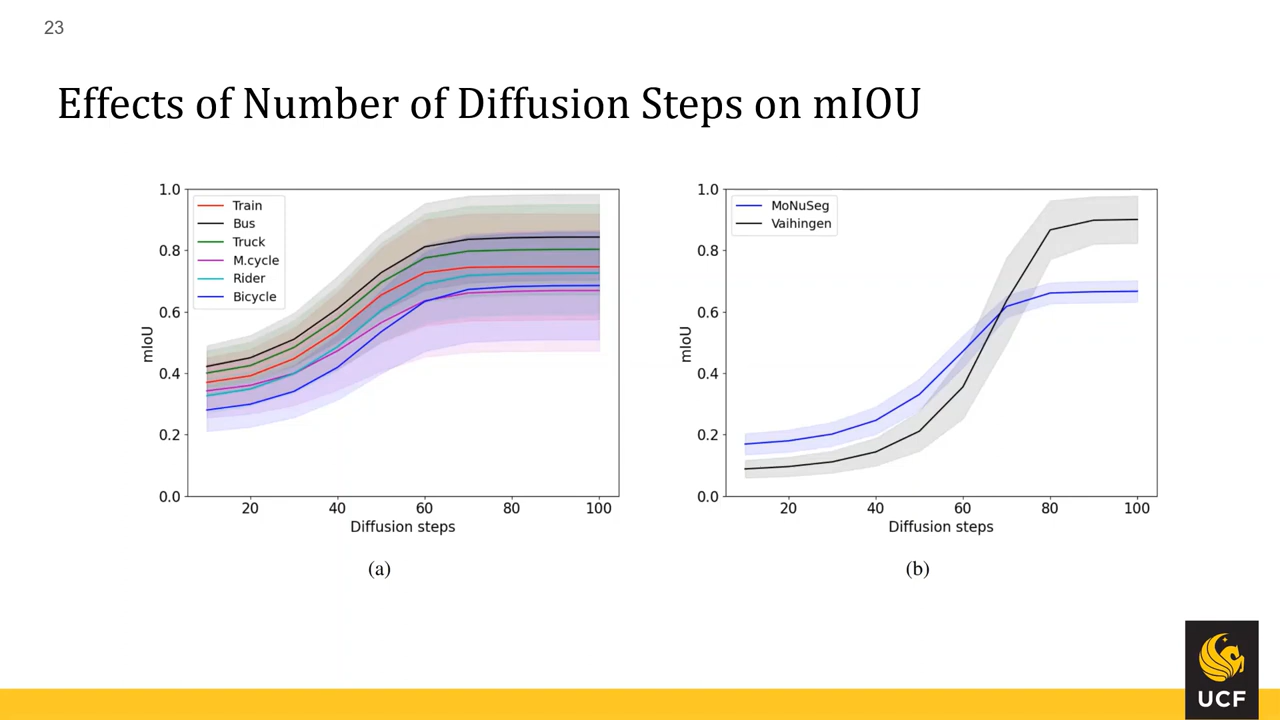 23
Effects of Number of Diffusion Steps on mIOU
1.0
0.8
0.6
0.4
0.2
0.0
mIoU
Train
Bus
Truck
M.cycle
Rider
Bicycle
20 40 60 80 100
Diffusion steps
(a)
1.0
0.8
0.6
0.4
0.2
0.0
mIoU
MoNuSeg
Vaihingen
20 40 60 80 100
Diffusion steps
(b)
UCF